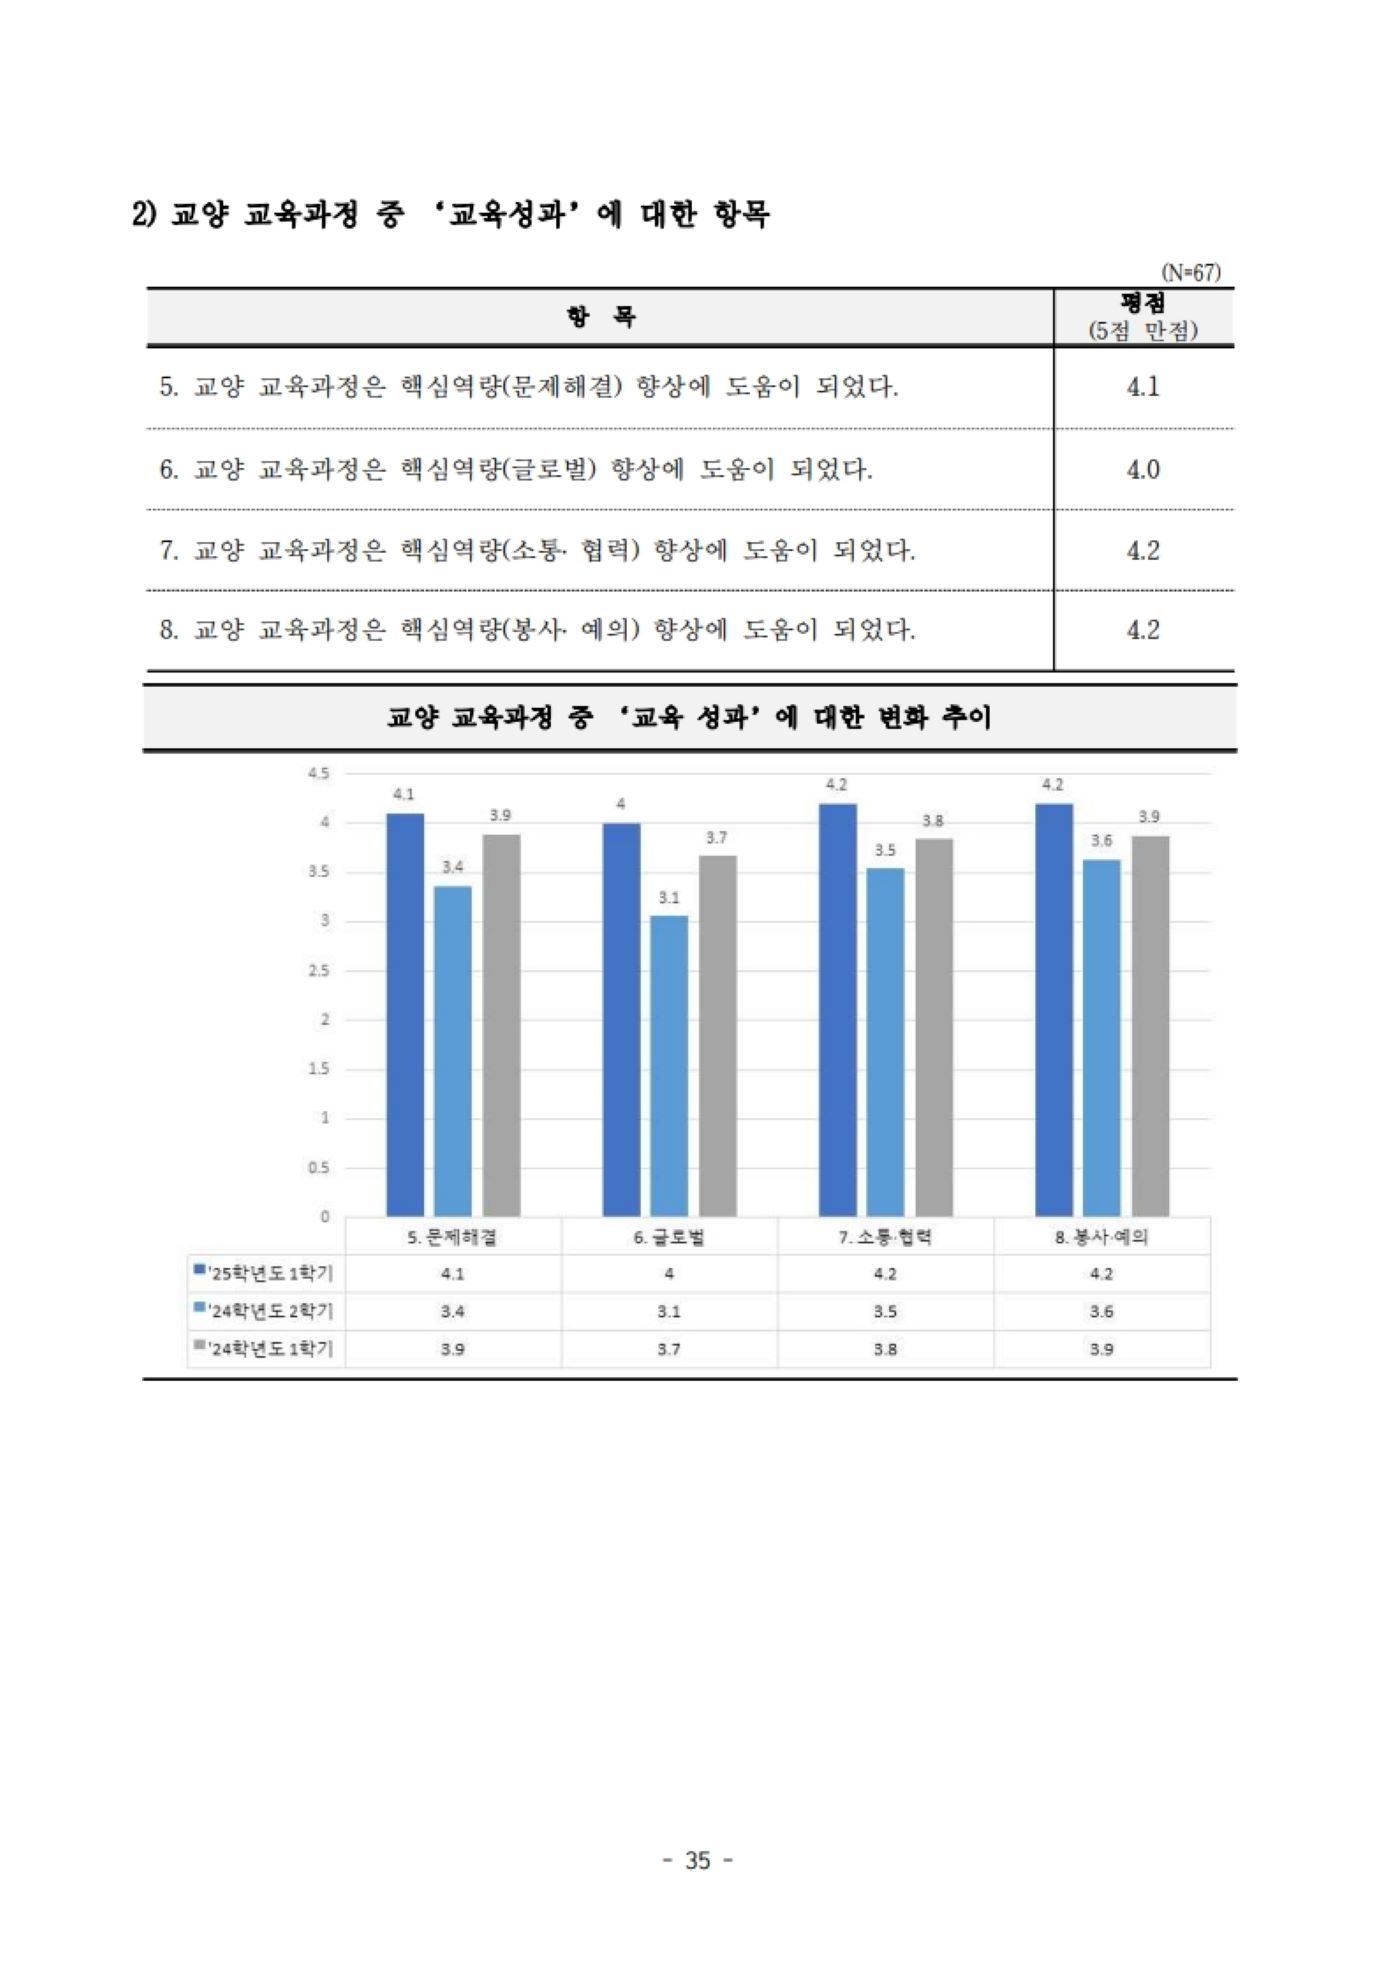 2) 교양 교육과정 중 ‘교육성과’에 대한 항목
(N=67)
항 목
평점
(5점 만점)
5. 교양 교육과정은 핵심역량(문제해결) 향상에 도움이 되었다. 4.1
6. 교양 교육과정은 핵심역량(글로벌) 향상에 도움이 되었다. 4.0
7. 교양 교육과정은 핵심역량(소통· 협력) 향상에 도움이 되었다. 4.2
8. 교양 교육과정은 핵심역량(봉사· 예의) 향상에 도움이 되었다. 4.2
교양 교육과정 중 ‘교육 성과’에 대한 변화 추이
4.5
4
3.5
3
2.5
2
1.5
1
0.5
0
4.1 3.4 3.9
4 3.1 3.7
4.2 3.5 3.8
4.2 3.6 3.9
5. 문제해결 6. 글로벌 7. 소통·협력 8. 봉사·예의
'25학년도 1학기 4.1 4 4.2 4.2
'24학년도 2학기 3.4 3.1 3.5 3.6
'24학년도 1학기 3.9 3.7 3.8 3.9
- 35 -